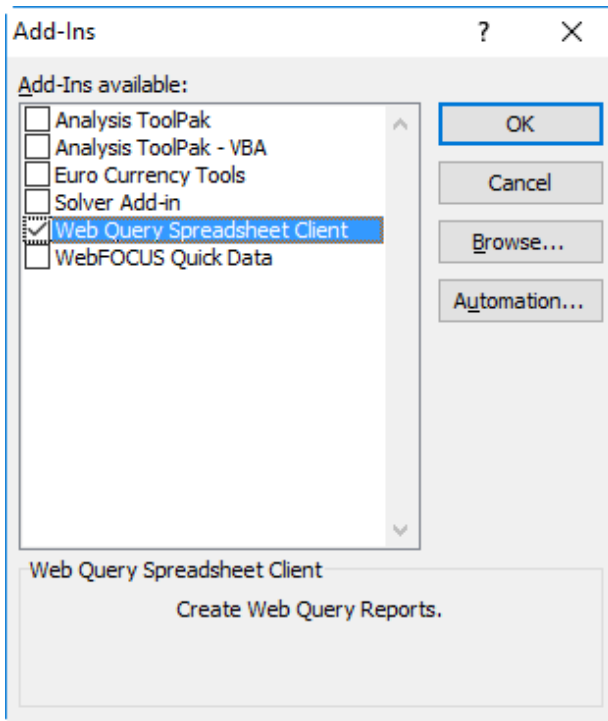 Add-Ins ?
Add-Ins available:
Analysis ToolPak
Analysis ToolPak - VBA
Euro Currency Tools
Solver Add-in
Web Query Spreadsheet Client
WebFOCUS Quick Data
OK
Cancel
Browse...
Automation...
Web Query Spreadsheet Client
Create Web Query Reports.